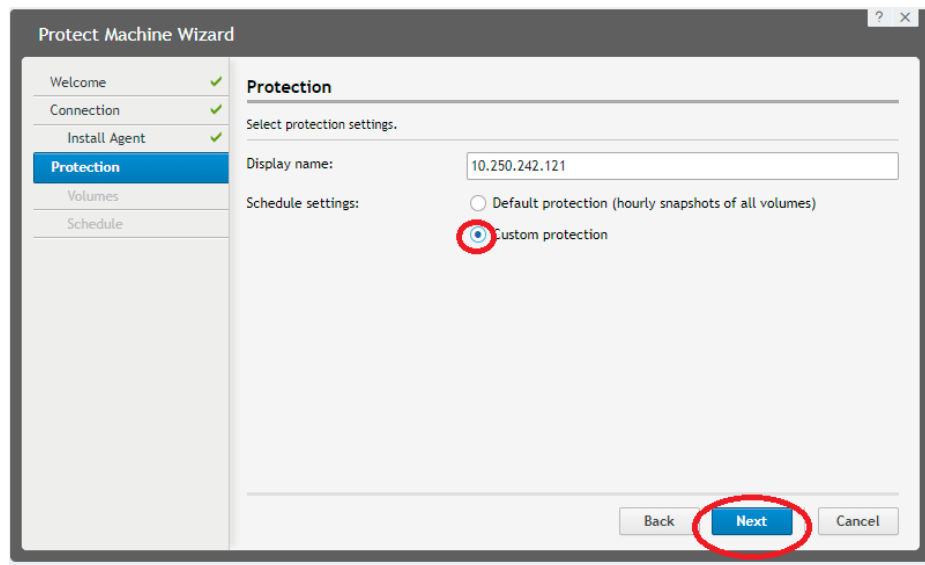 ? ×
Protect Machine Wizard
Welcome
Connection
Install Agent
Protection
Volumes
Schedule
Protection
Select protection settings.
Display name: 10.250.242.121
Schedule settings: Default protection (hourly snapshots of all volumes)
Custom protection
Back Next Cancel